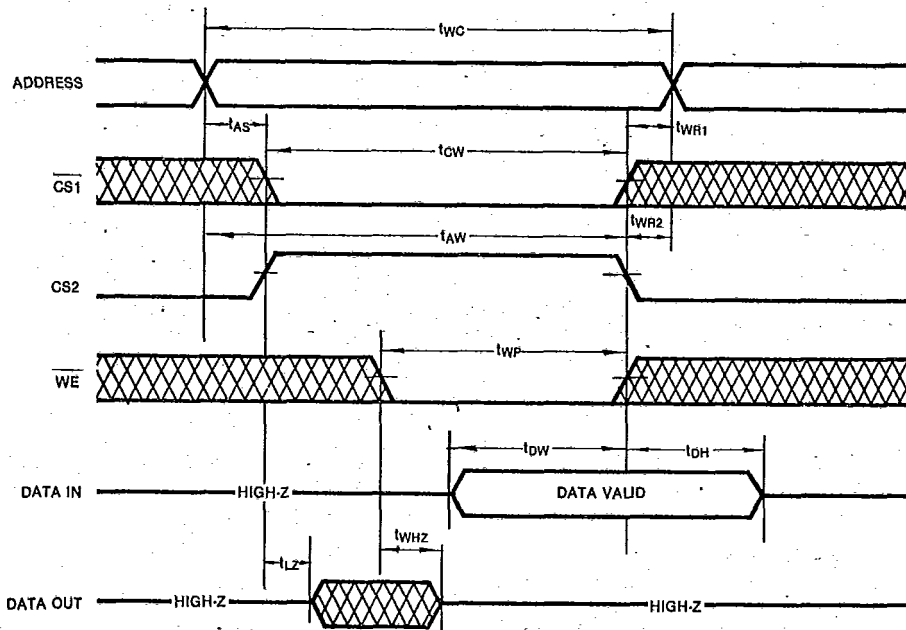 tWC
ADDRESS
tAS
tWR1
tCW
CS1
tWR2
tAW
CS2
tWP
WE
tDW
tDH
DATA IN
HIGH-Z
DATA VALID
tWHZ
tLZ
DATA OUT
HIGH-Z
HIGH-Z